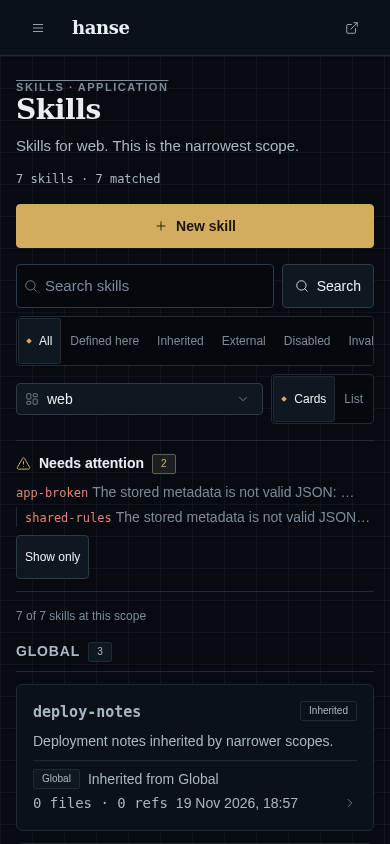 hanse
SKILLS · APPLICATION
Skills
Skills for web. This is the narrowest scope.
7 skills · 7 matched
New skill
Search skills Search
All Defined here Inherited External Disabled Inval
web Cards List
Needs attention 2
app-broken The stored metadata is not valid JSON: …
shared-rules The stored metadata is not valid JSON…
Show only
7 of 7 skills at this scope
GLOBAL 3
deploy-notes Inherited
Deployment notes inherited by narrower scopes.
Global Inherited from Global
0 files · 0 refs 19 Nov 2026, 18:57